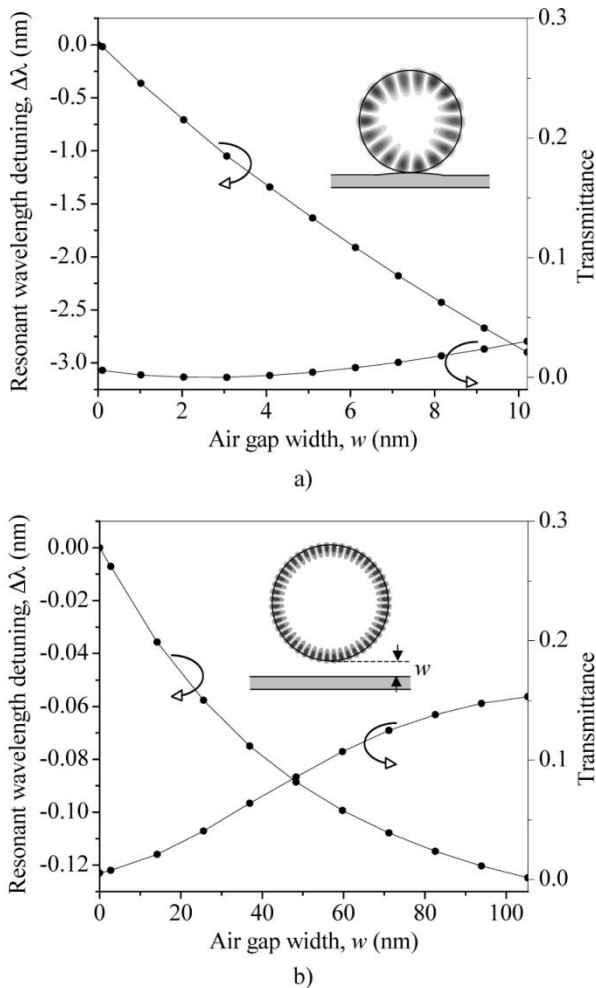 a)
0.0
-0.5
-1.0
-1.5
-2.0
-2.5
-3.0
Resonant wavelength detuning, Δλ (nm)
0.3
0.2
0.1
0.0
Transmittance
0 2 4 6 8 10
Air gap width, w (nm)
a)
0.00
-0.02
-0.04
-0.06
-0.08
-0.10
-0.12
Resonant wavelength detuning, Δλ (nm)
w
0.3
0.2
0.1
0.0
Transmittance
0 20 40 60 80 100
Air gap width, w (nm)
b)